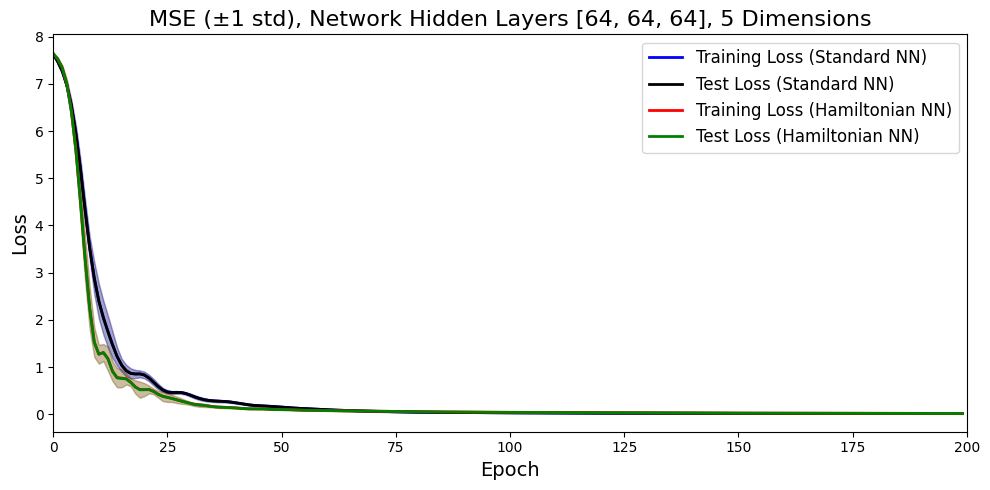 MSE (±1 std), Network Hidden Layers [64, 64, 64], 5 Dimensions
Training Loss (Standard NN)
Test Loss (Standard NN)
Training Loss (Hamiltonian NN)
Test Loss (Hamiltonian NN)
Loss
8
7
6
5
4
3
2
1
0
0 25 50 75 100 125 150 175 200
Epoch